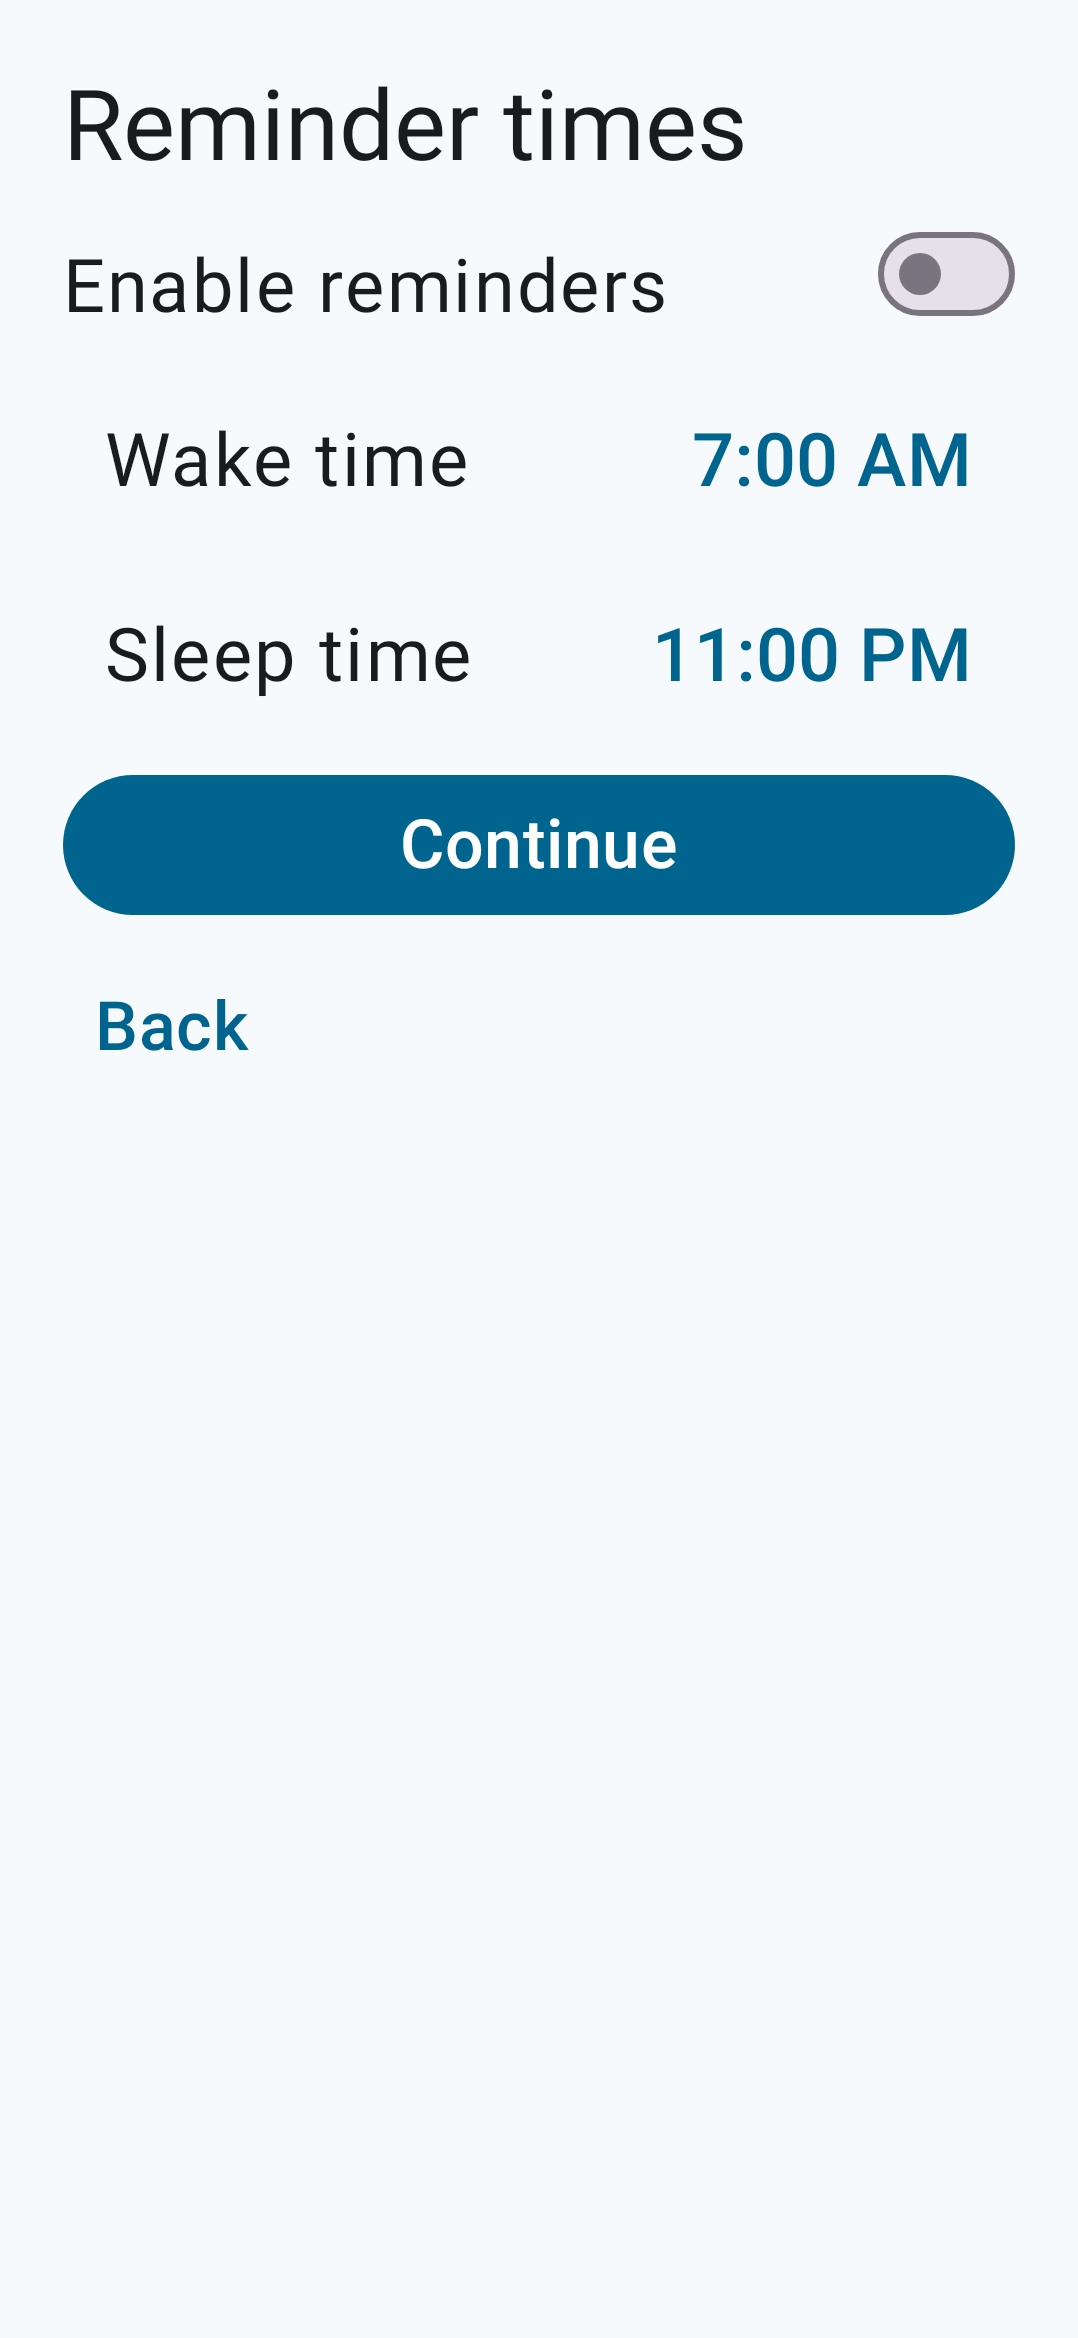 Reminder times
Enable reminders
Wake time 7:00 AM
Sleep time 11:00 PM
Continue
Back